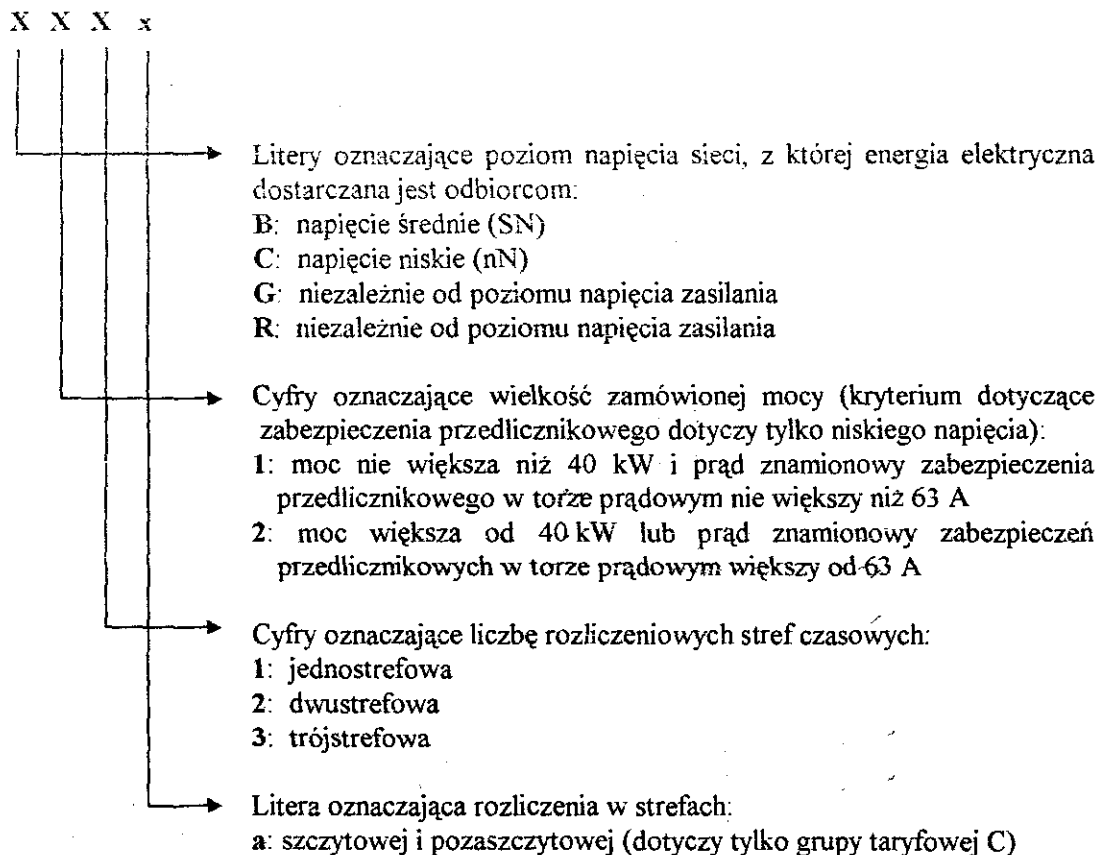 X X X x
Litery oznaczające poziom napięcia sieci, z której energia elektryczna
dostarczana jest odbiorcom:
B: napięcie średnie (SN)
C: napięcie niskie (nN)
G: niezależnie od poziomu napięcia zasilania
R: niezależnie od poziomu napięcia zasilania
Cyfry oznaczające wielkość zamówionej mocy (kryterium dotyczące
zabezpieczenia przedlicznikowego dotyczy tylko niskiego napięcia):
1: moc nie większa niż 40 kW i prąd znamionowy zabezpieczenia
przedlicznikowego w torze prądowym nie większy niż 63 A
2: moc większa od 40 kW lub prąd znamionowy zabezpieczeń
przedlicznikowych w torze prądowym większy od 63 A
Cyfry oznaczające liczbę rozliczeniowych stref czasowych:
1: jednostrefowa
2: dwustrefowa
3: trójstrefowa
Litera oznaczająca rozliczenia w strefach:
a: szczytowej i pozaszczytowej (dotyczy tylko grupy taryfowej C)